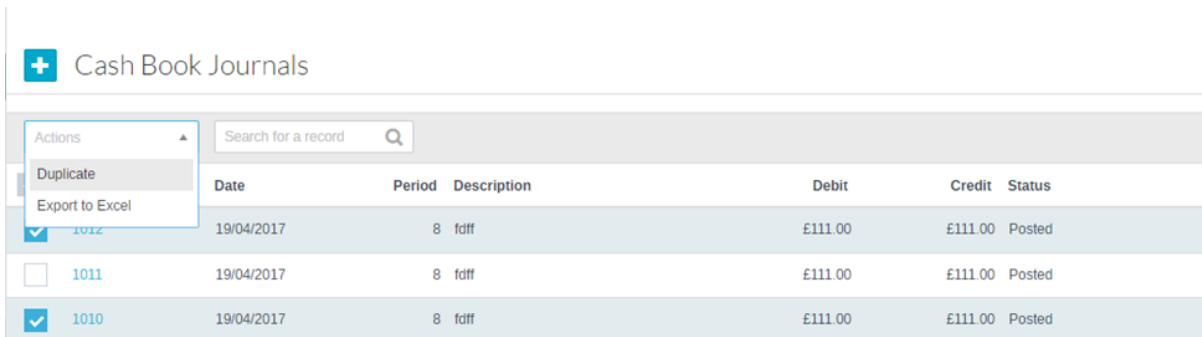 Cash Book Journals
Actions Search for a record
Duplicate
Date Period Description Debit Credit Status
Export to Excel
1012 19/04/2017 8 fdff £111.00 £111.00 Posted
1011 19/04/2017 8 fdff £111.00 £111.00 Posted
1010 19/04/2017 8 fdff £111.00 £111.00 Posted